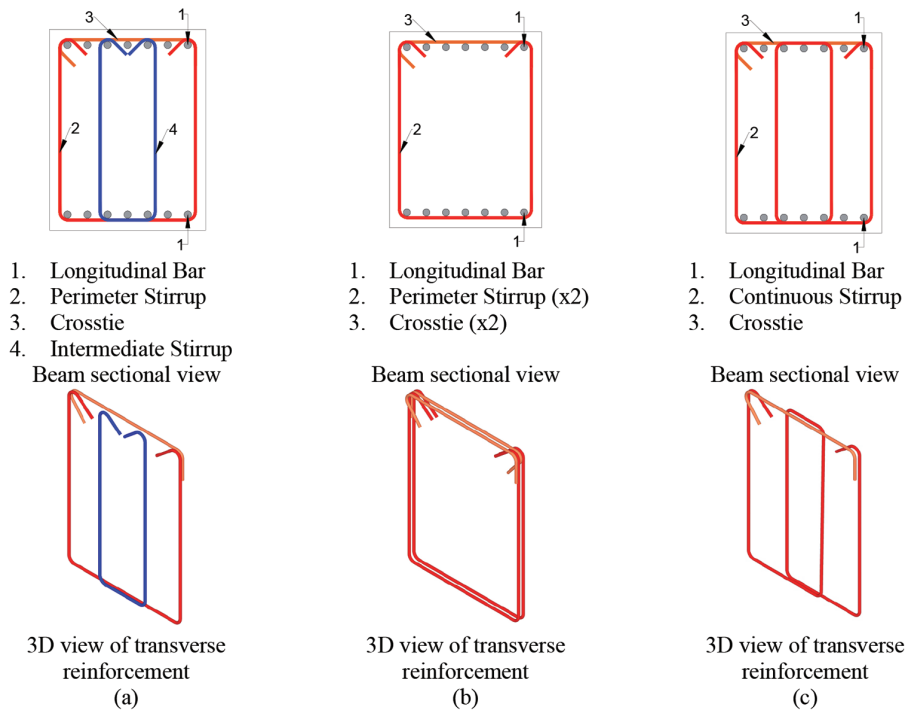 1
3
2
4
1
1. Longitudinal Bar
2. Perimeter Stirrup
3. Crosstie
4. Intermediate Stirrup
Beam sectional view
3D view of transverse
reinforcement
(a)
1
3
2
1
1. Longitudinal Bar
2. Perimeter Stirrup (x2)
3. Crosstie (x2)
Beam sectional view
3D view of transverse
reinforcement
(b)
1
3
2
1
1. Longitudinal Bar
2. Continuous Stirrup
3. Crosstie
Beam sectional view
3D view of transverse
reinforcement
(c)